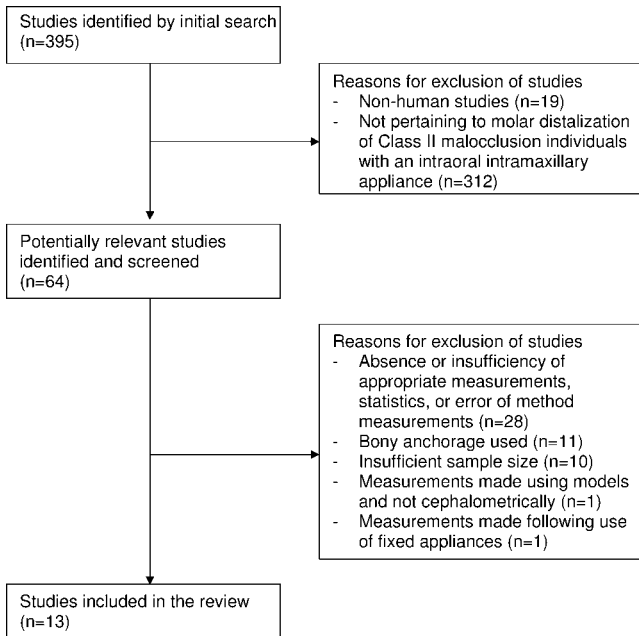 Studies identified by initial search
(n=395)
Reasons for exclusion of studies
- Non-human studies (n=19)
- Not pertaining to molar distalization
of Class II malocclusion individuals
with an intraoral intramaxillary
appliance (n=312)
Potentially relevant studies
identified and screened
(n=64)
Reasons for exclusion of studies
- Absence or insufficiency of
appropriate measurements,
statistics, or error of method
measurements (n=28)
- Bony anchorage used (n=11)
- Insufficient sample size (n=10)
- Measurements made using models
and not cephalometrically (n=1)
- Measurements made following use
of fixed appliances (n=1)
Studies included in the review
(n=13)